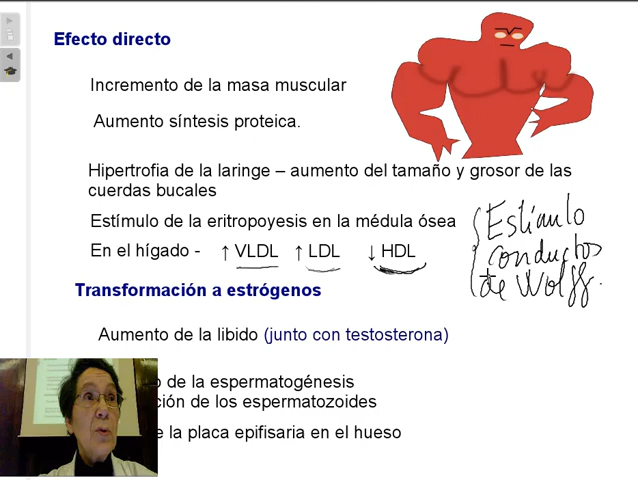 Efecto directo
Incremento de la masa muscular
Aumento síntesis proteica.
Hipertrofia de la laringe – aumento del tamaño y grosor de las
cuerdas bucales
Estímulo de la eritropoyesis en la médula ósea
En el hígado - ↑ VLDL ↑ LDL ↓ HDL
Estímulo
conductos
de Wolff.
Transformación a estrógenos
Aumento de la libido (junto con testosterona)
de la espermatogénesis
de los espermatozoides
la placa epifisaria en el hueso